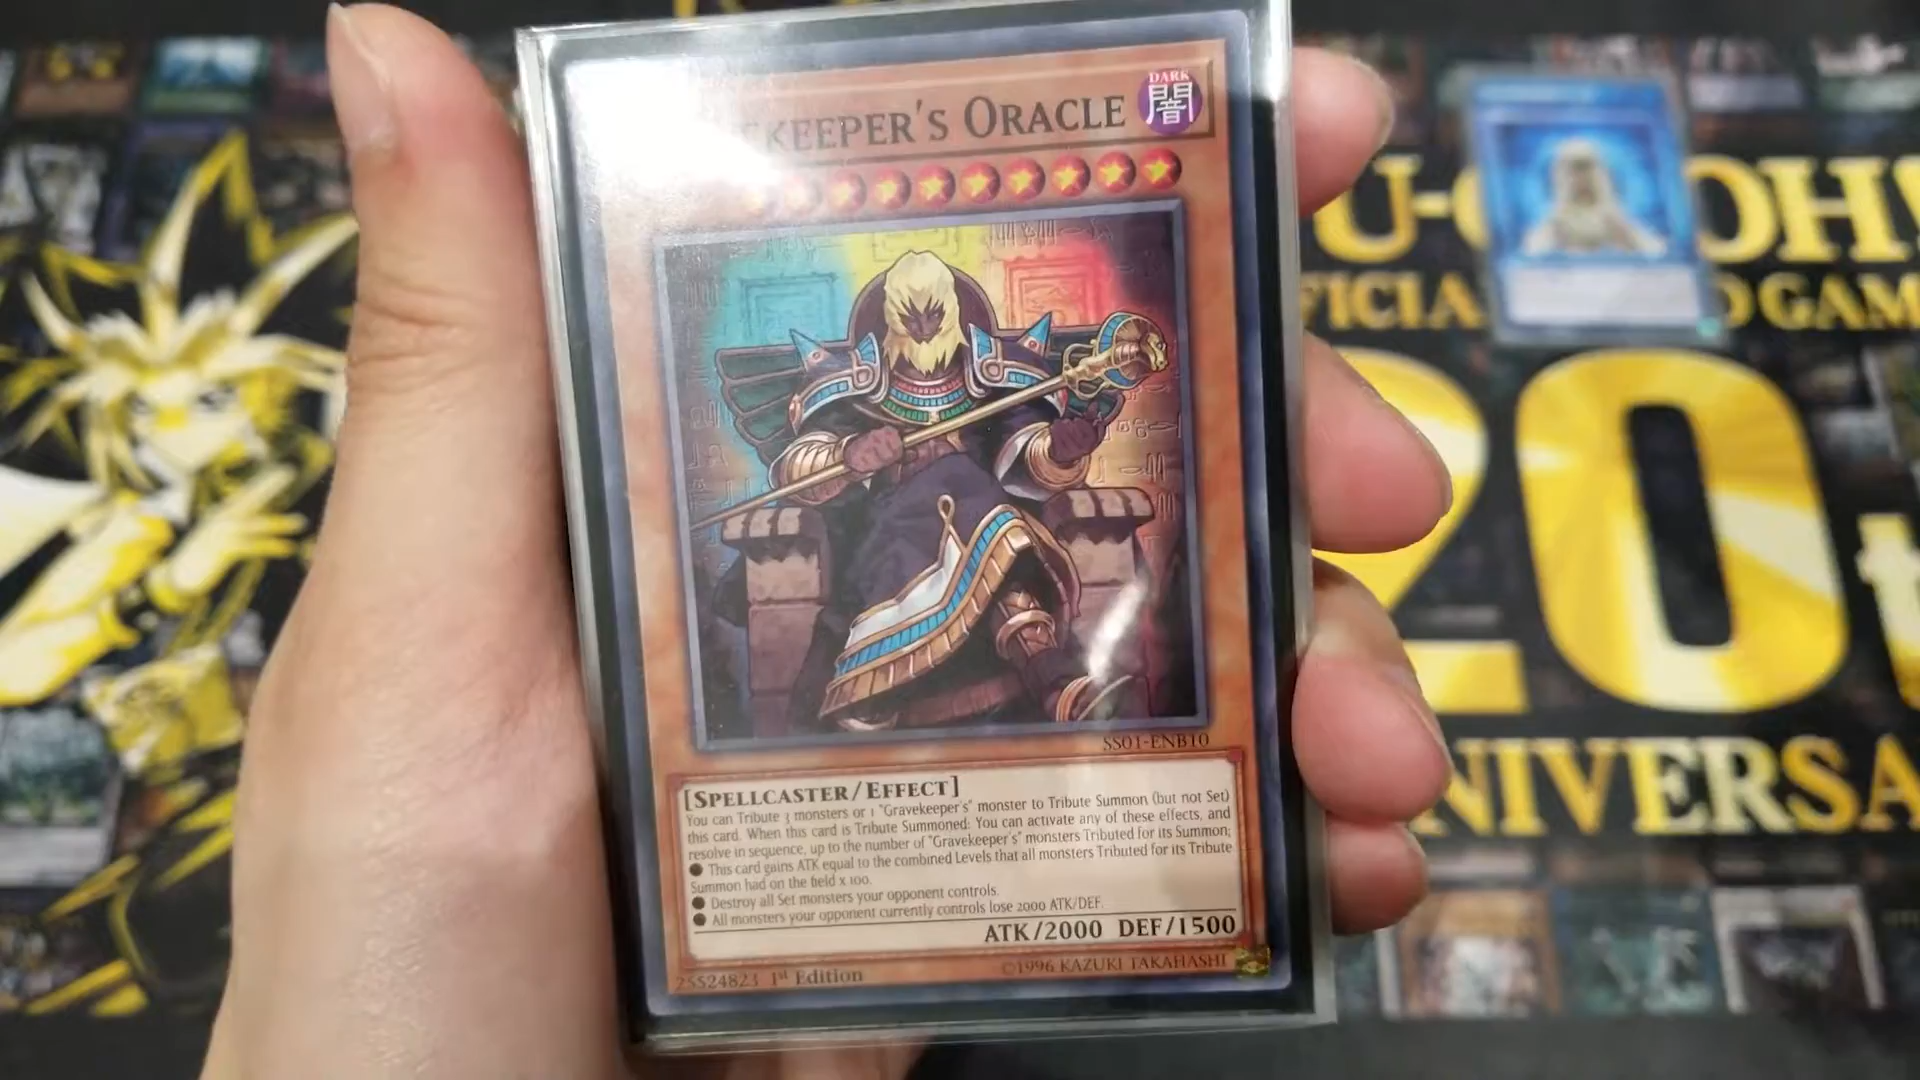 KEEPER'S ORACLE
DARK
闇
SS01-ENB10
[SPELLCASTER/EFFECT]
You can Tribute 3 monsters or 1 "Gravekeeper's" monster to Tribute Summon (but not Set)
this card. When this card is Tribute Summoned: You can activate any of these effects, and
resolve in sequence, up to the number of "Gravekeeper's" monsters Tributed for its Summon;
● This card gains ATK equal to the combined Levels that all monsters Tributed for its Tribute
Summon had on the field x 100.
● Destroy all Set monsters your opponent controls.
● All monsters your opponent currently controls lose 2000 ATK/DEF.
ATK/2000 DEF/1500
25524823 1st Edition
©1996 KAZUKI TAKAHASHI
U-
OH!
FICIA
D GAM
20t
NIVERSA